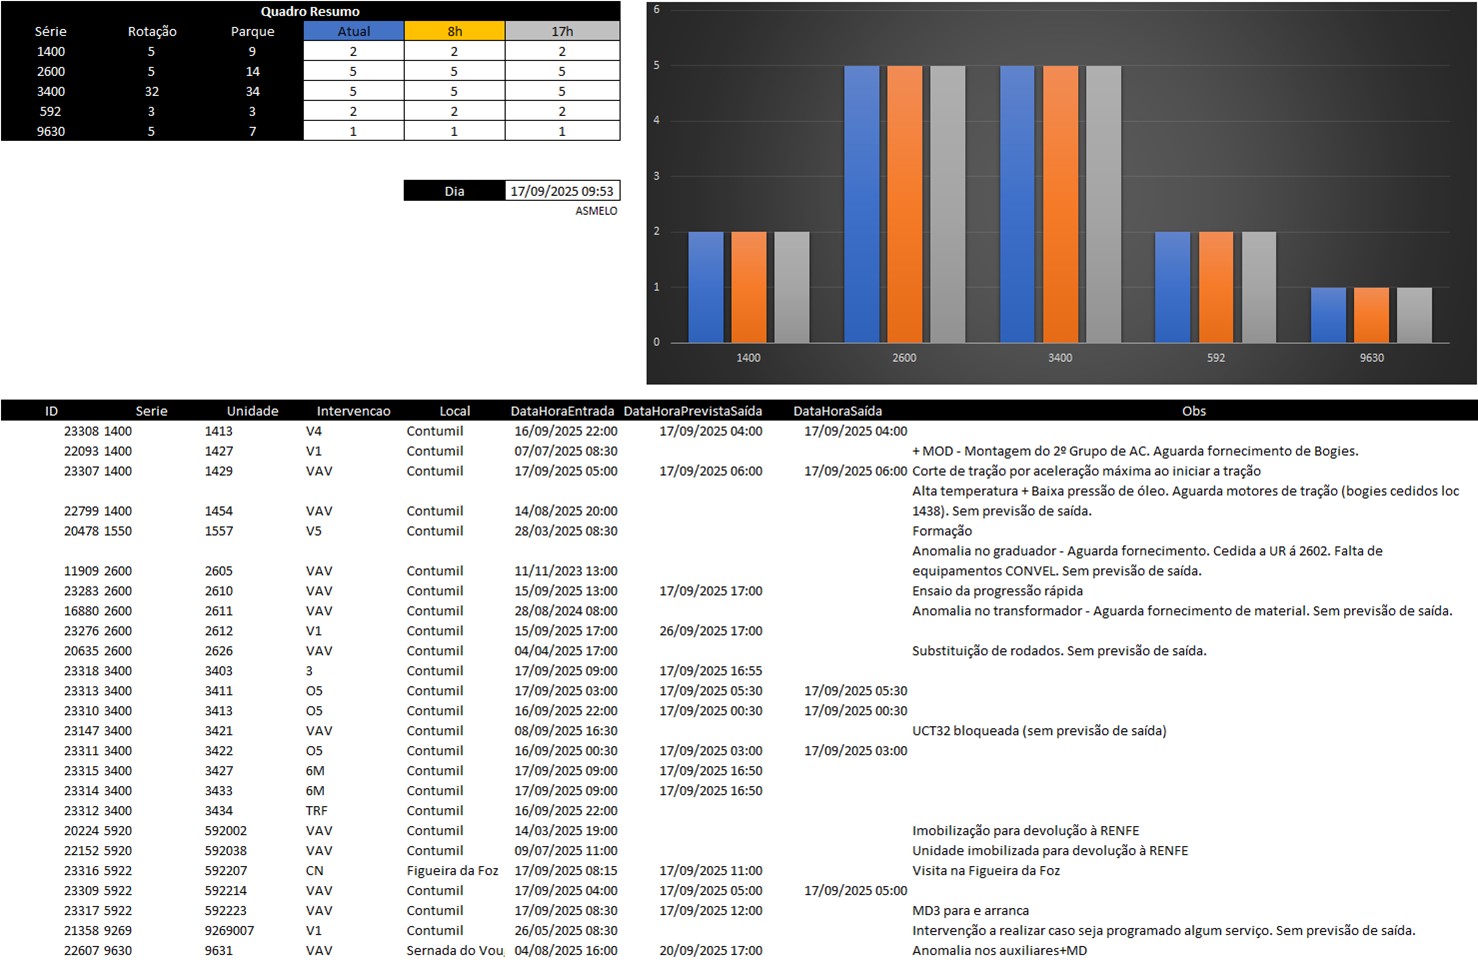 Quadro Resumo
Série Rotação Parque Atual 8h 17h
1400 5 9 2 2 2
2600 5 14 5 5 5
3400 32 34 5 5 5
592 3 3 2 2 2
9630 5 7 1 1 1
Dia 17/09/2025 09:53
ASMELO
6
5
4
3
2
1
0
1400 2600 3400 592 9630
ID Serie Unidade Intervencao Local DataHoraEntrada DataHoraPrevistaSaída DataHoraSaída Obs
23308 1400 1413 V4 Contumil 16/09/2025 22:00 17/09/2025 04:00 17/09/2025 04:00
22093 1400 1427 V1 Contumil 07/07/2025 08:30 + MOD - Montagem do 2º Grupo de AC. Aguarda fornecimento de Bogies.
23307 1400 1429 VAV Contumil 17/09/2025 05:00 17/09/2025 06:00 17/09/2025 06:00 Corte de tração por aceleração máxima ao iniciar a tração
Alta temperatura + Baixa pressão de óleo. Aguarda motores de tração (bogies cedidos loc
22799 1400 1454 VAV Contumil 14/08/2025 20:00 1438). Sem previsão de saída.
20478 1550 1557 V5 Contumil 28/03/2025 08:30 Formação
Anomalia no graduador - Aguarda fornecimento. Cedida a UR á 2602. Falta de
11909 2600 2605 VAV Contumil 11/11/2023 13:00 equipamentos CONVEL. Sem previsão de saída.
23283 2600 2610 VAV Contumil 15/09/2025 13:00 17/09/2025 17:00 Ensaio da progressão rápida
16880 2600 2611 VAV Contumil 28/08/2024 08:00 Anomalia no transformador - Aguarda fornecimento de material. Sem previsão de saída.
23276 2600 2612 V1 Contumil 15/09/2025 17:00 26/09/2025 17:00
20635 2600 2626 VAV Contumil 04/04/2025 17:00 Substituição de rodados. Sem previsão de saída.
23318 3400 3403 3 Contumil 17/09/2025 09:00 17/09/2025 16:55
23313 3400 3411 O5 Contumil 17/09/2025 03:00 17/09/2025 05:30 17/09/2025 05:30
23310 3400 3413 O5 Contumil 16/09/2025 22:00 17/09/2025 00:30 17/09/2025 00:30
23147 3400 3421 VAV Contumil 08/09/2025 16:30 UCT32 bloqueada (sem previsão de saída)
23311 3400 3422 O5 Contumil 16/09/2025 00:30 17/09/2025 03:00 17/09/2025 03:00
23315 3400 3427 6M Contumil 17/09/2025 09:00 17/09/2025 16:50
23314 3400 3433 6M Contumil 17/09/2025 09:00 17/09/2025 16:50
23312 3400 3434 TRF Contumil 16/09/2025 22:00
20224 5920 592002 VAV Contumil 14/03/2025 19:00 Imobilização para devolução à RENFE
22152 5920 592038 VAV Contumil 09/07/2025 11:00 Unidade imobilizada para devolução à RENFE
23316 5922 592207 CN Figueira da Foz 17/09/2025 08:15 17/09/2025 11:00 Visita na Figueira da Foz
23309 5922 592214 VAV Contumil 17/09/2025 04:00 17/09/2025 05:00 17/09/2025 05:00
23317 5922 592223 VAV Contumil 17/09/2025 08:30 17/09/2025 12:00 MD3 para e arranca
21358 9269 9269007 V1 Contumil 26/05/2025 08:30 Intervenção a realizar caso seja programado algum serviço. Sem previsão de saída.
22607 9630 9631 VAV Sernada do Vou 04/08/2025 16:00 20/09/2025 17:00 Anomalia nos auxiliares+MD